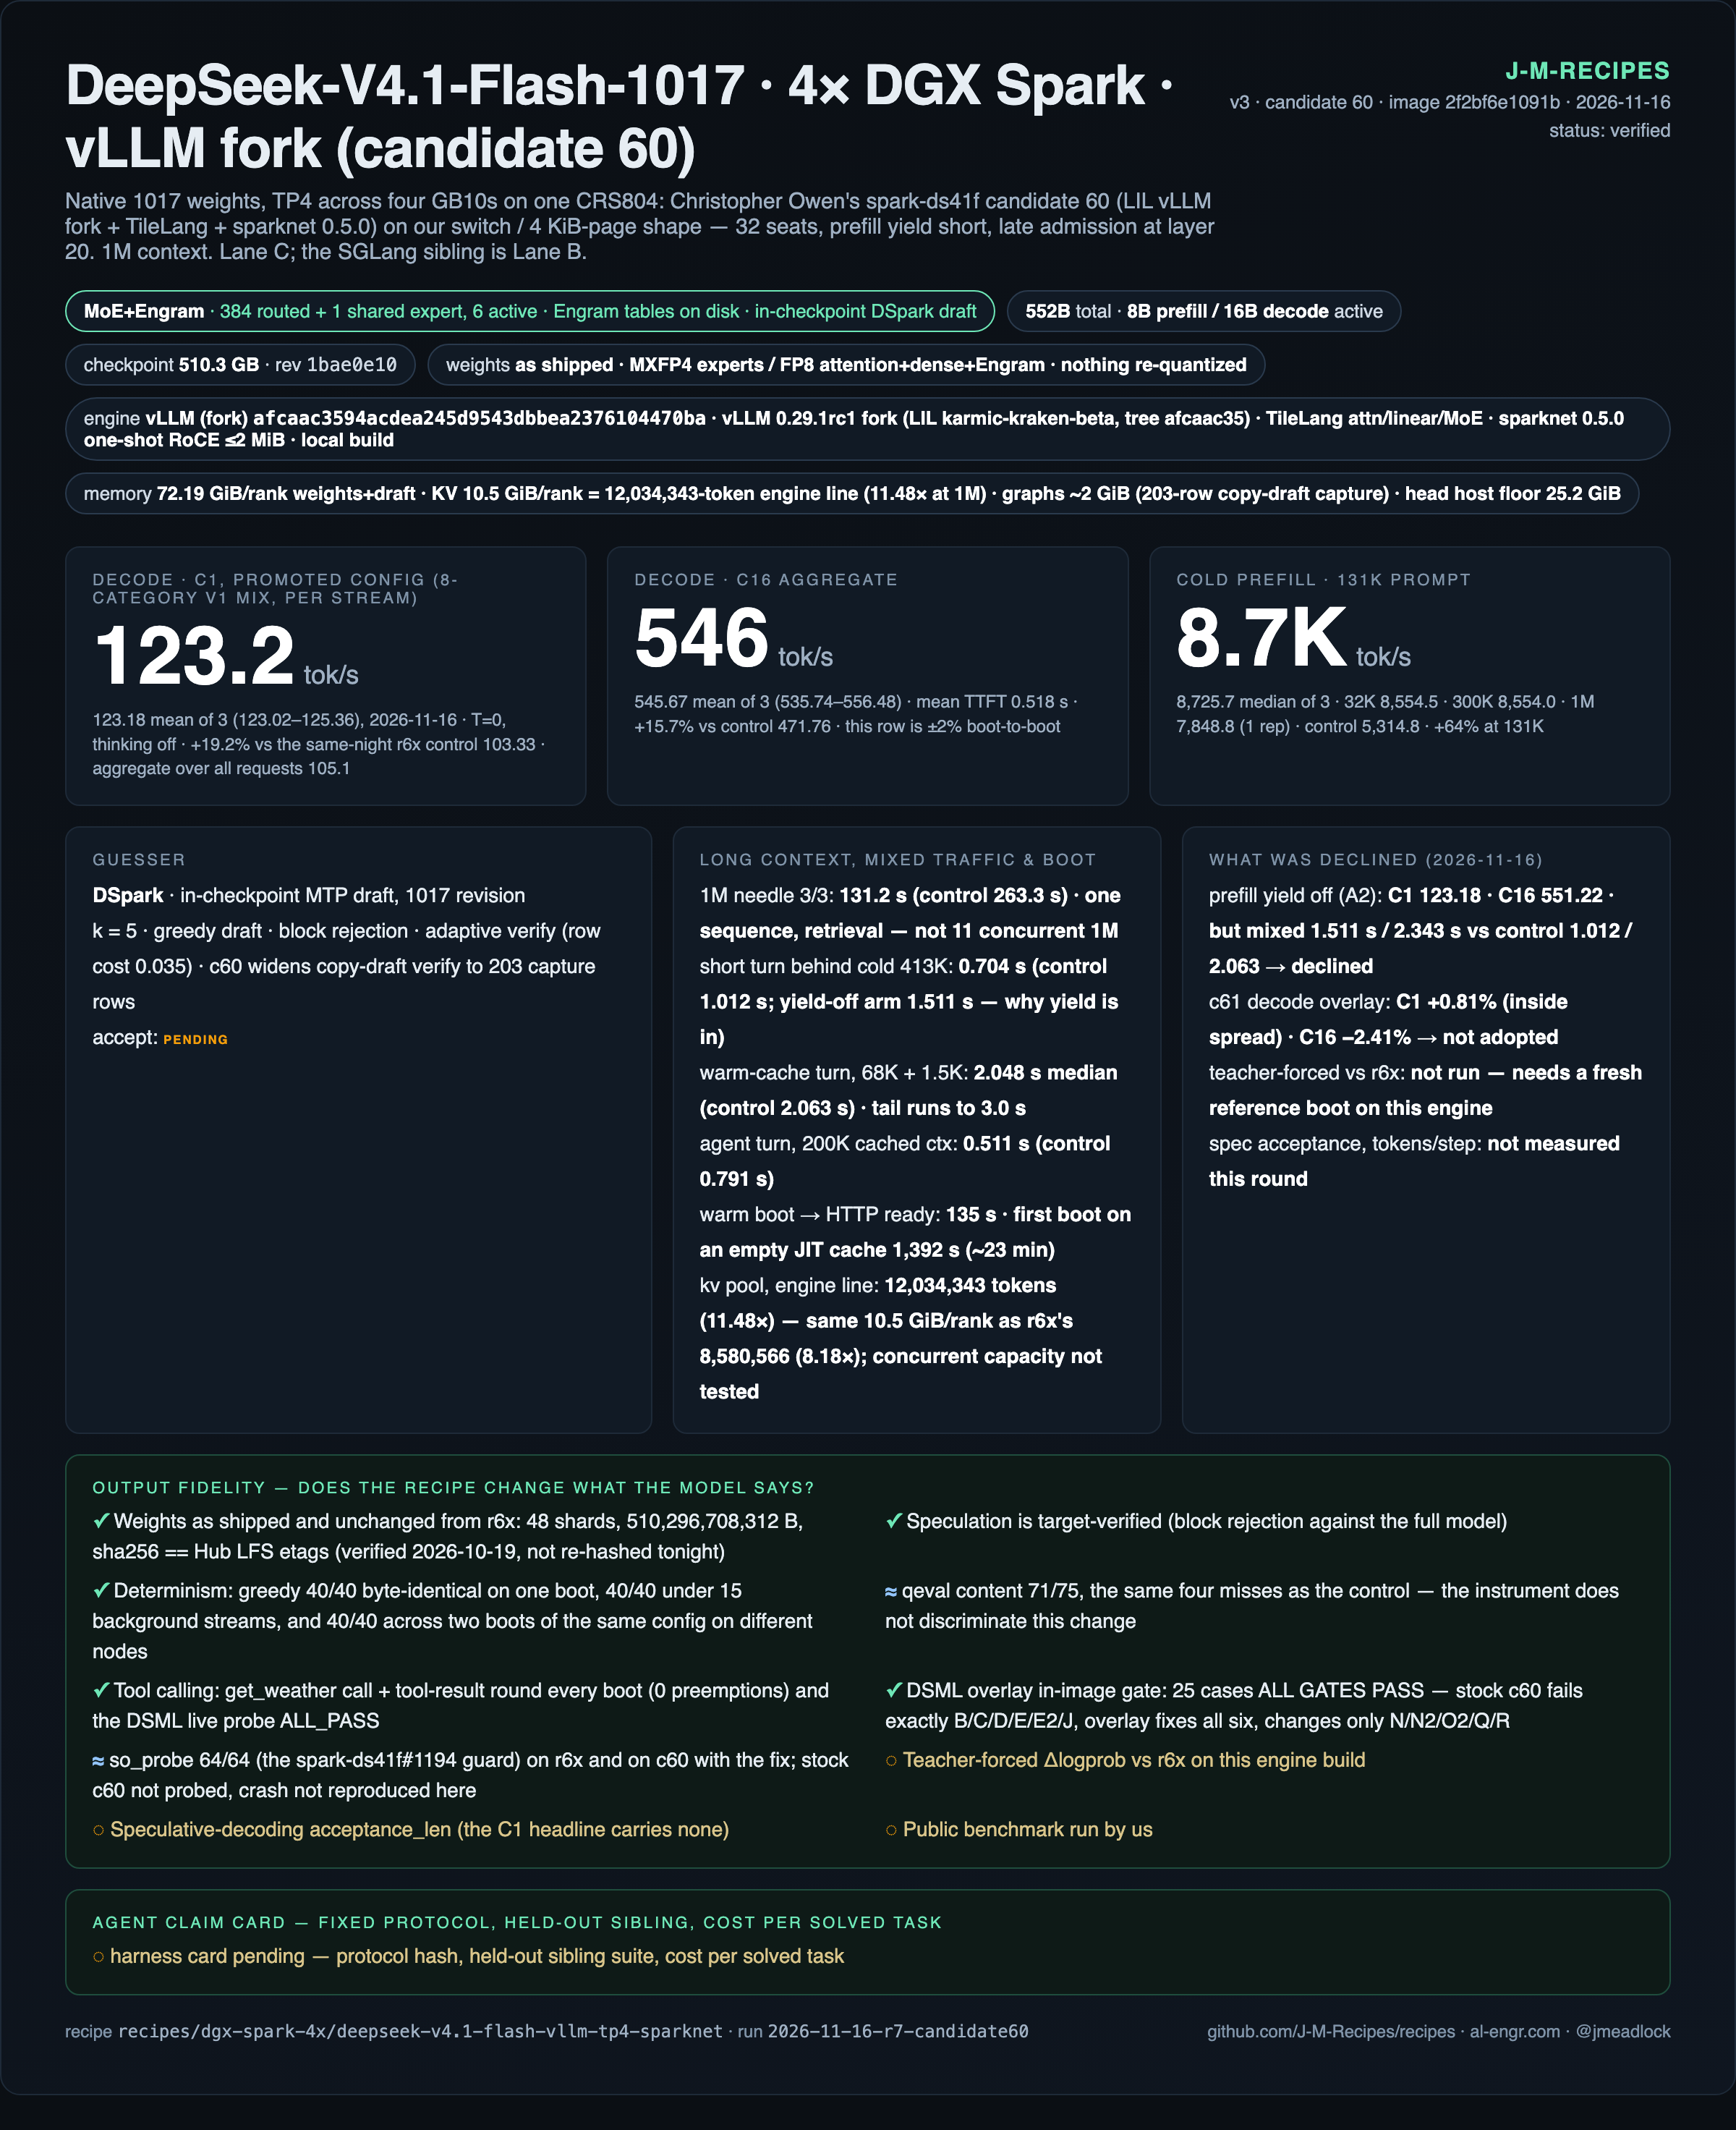 DeepSeek-V4.1-Flash-1017 · 4× DGX Spark ·
vLLM fork (candidate 60)
J-M-RECIPES
v3 · candidate 60 · image 2f2bf6e1091b · 2026-11-16
status: verified
Native 1017 weights, TP4 across four GB10s on one CRS804: Christopher Owen's spark-ds41f candidate 60 (LIL vLLM
fork + TileLang + sparknet 0.5.0) on our switch / 4 KiB-page shape — 32 seats, prefill yield short, late admission at layer
20. 1M context. Lane C; the SGLang sibling is Lane B.
MoE+Engram · 384 routed + 1 shared expert, 6 active · Engram tables on disk · in-checkpoint DSpark draft
552B total · 8B prefill / 16B decode active
checkpoint 510.3 GB · rev 1bae0e10
weights as shipped · MXFP4 experts / FP8 attention+dense+Engram · nothing re-quantized
engine vLLM (fork) afcaac3594acdea245d9543dbbea2376104470ba · vLLM 0.29.1rc1 fork (LIL karmic-kraken-beta, tree afcaac35) · TileLang attn/linear/MoE · sparknet 0.5.0
one-shot RoCE ≤2 MiB · local build
memory 72.19 GiB/rank weights+draft · KV 10.5 GiB/rank = 12,034,343-token engine line (11.48× at 1M) · graphs ~2 GiB (203-row copy-draft capture) · head host floor 25.2 GiB
DECODE · C1, PROMOTED CONFIG (8-
CATEGORY V1 MIX, PER STREAM)
123.2 tok/s
123.18 mean of 3 (123.02–125.36), 2026-11-16 · T=0,
thinking off · +19.2% vs the same-night r6x control 103.33 ·
aggregate over all requests 105.1
DECODE · C16 AGGREGATE
546 tok/s
545.67 mean of 3 (535.74–556.48) · mean TTFT 0.518 s ·
+15.7% vs control 471.76 · this row is ±2% boot-to-boot
COLD PREFILL · 131K PROMPT
8.7K tok/s
8,725.7 median of 3 · 32K 8,554.5 · 300K 8,554.0 · 1M
7,848.8 (1 rep) · control 5,314.8 · +64% at 131K
GUESSER
DSpark · in-checkpoint MTP draft, 1017 revision
k = 5 · greedy draft · block rejection · adaptive verify (row
cost 0.035) · c60 widens copy-draft verify to 203 capture
rows
accept: PENDING
LONG CONTEXT, MIXED TRAFFIC & BOOT
1M needle 3/3: 131.2 s (control 263.3 s) · one
sequence, retrieval — not 11 concurrent 1M
short turn behind cold 413K: 0.704 s (control
1.012 s; yield-off arm 1.511 s — why yield is
in)
warm-cache turn, 68K + 1.5K: 2.048 s median
(control 2.063 s) · tail runs to 3.0 s
agent turn, 200K cached ctx: 0.511 s (control
0.791 s)
warm boot → HTTP ready: 135 s · first boot on
an empty JIT cache 1,392 s (~23 min)
kv pool, engine line: 12,034,343 tokens
(11.48×) — same 10.5 GiB/rank as r6x's
8,580,566 (8.18×); concurrent capacity not
tested
WHAT WAS DECLINED (2026-11-16)
prefill yield off (A2): C1 123.18 · C16 551.22 ·
but mixed 1.511 s / 2.343 s vs control 1.012 /
2.063 → declined
c61 decode overlay: C1 +0.81% (inside
spread) · C16 −2.41% → not adopted
teacher-forced vs r6x: not run — needs a fresh
reference boot on this engine
spec acceptance, tokens/step: not measured
this round
OUTPUT FIDELITY — DOES THE RECIPE CHANGE WHAT THE MODEL SAYS?
✓ Weights as shipped and unchanged from r6x: 48 shards, 510,296,708,312 B,
sha256 == Hub LFS etags (verified 2026-10-19, not re-hashed tonight)
✓ Speculation is target-verified (block rejection against the full model)
✓ Determinism: greedy 40/40 byte-identical on one boot, 40/40 under 15
background streams, and 40/40 across two boots of the same config on different
nodes
≈ qeval content 71/75, the same four misses as the control — the instrument does
not discriminate this change
✓ Tool calling: get_weather call + tool-result round every boot (0 preemptions) and
the DSML live probe ALL_PASS
✓ DSML overlay in-image gate: 25 cases ALL GATES PASS — stock c60 fails
exactly B/C/D/E/E2/J, overlay fixes all six, changes only N/N2/O2/Q/R
≈ so_probe 64/64 (the spark-ds41f#1194 guard) on r6x and on c60 with the fix; stock
c60 not probed, crash not reproduced here
○ Teacher-forced Δlogprob vs r6x on this engine build
○ Speculative-decoding acceptance_len (the C1 headline carries none)
○ Public benchmark run by us
AGENT CLAIM CARD — FIXED PROTOCOL, HELD-OUT SIBLING, COST PER SOLVED TASK
○ harness card pending — protocol hash, held-out sibling suite, cost per solved task
recipe recipes/dgx-spark-4x/deepseek-v4.1-flash-vllm-tp4-sparknet · run 2026-11-16-r7-candidate60
github.com/J-M-Recipes/recipes · al-engr.com · @jmeadlock